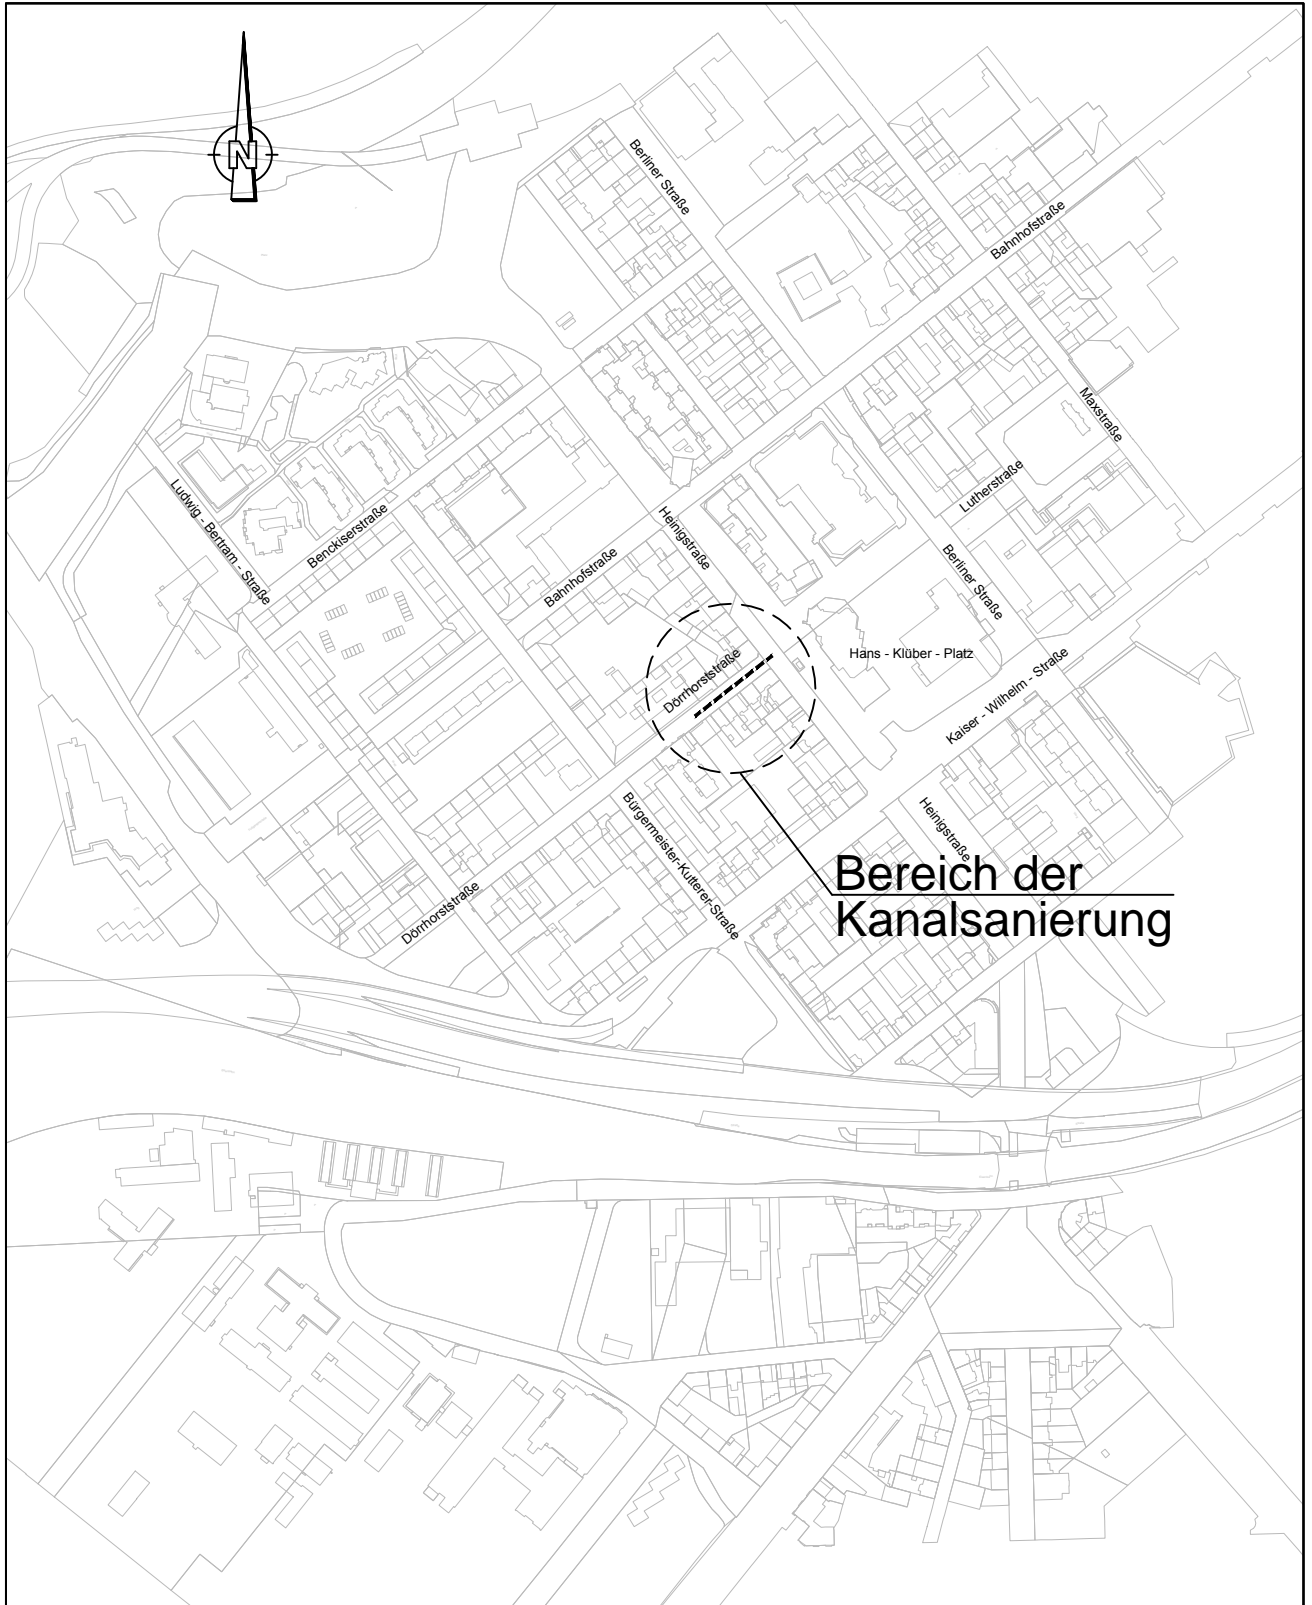 N
Berliner Straße
Bahnhofstraße
Maxstraße
Lutherstraße
Ludwig - Bertram - Straße
Benckiserstraße
Heinigstraße
Bahnhofstraße
Berliner Straße
Hans - Klüber - Platz
Dörrhorststraße
Kaiser - Wilhelm - Straße
Bürgermeister-Kutterer-Straße
Heinigstraße
Dörrhorststraße
Bereich der
Kanalsanierung